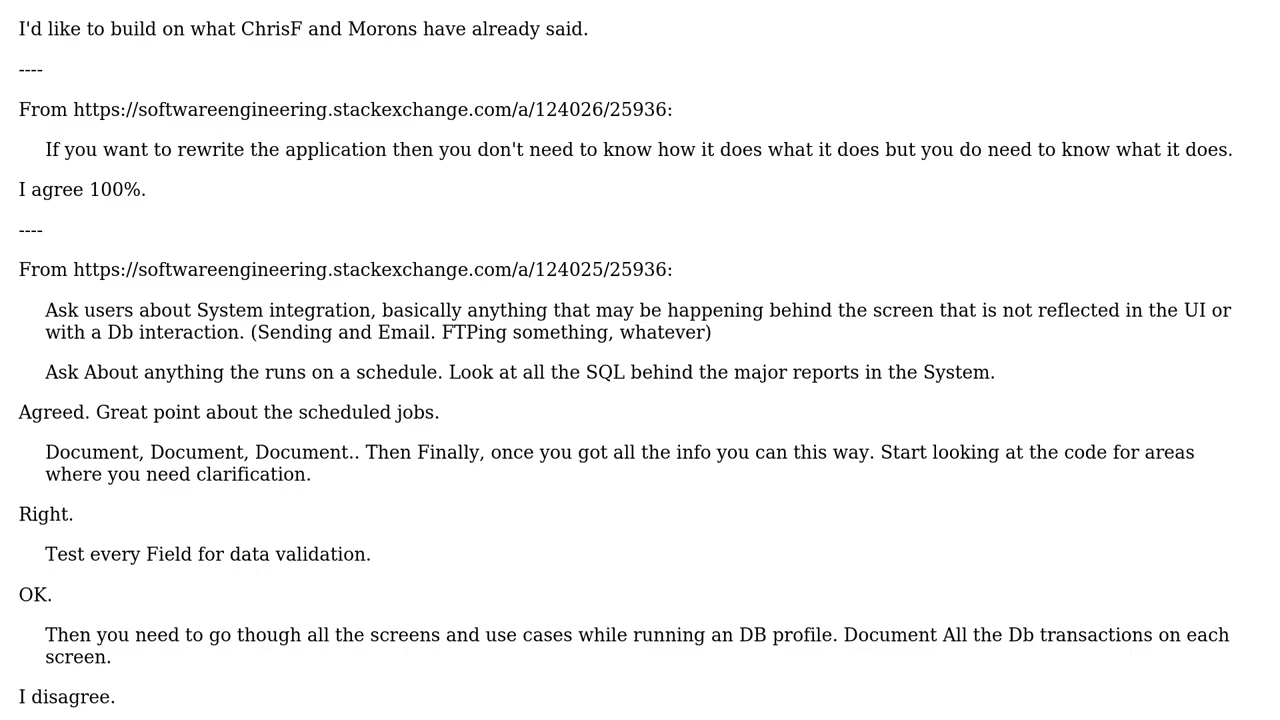 I'd like to build on what ChrisF and Morons have already said.
----
From https://softwareengineering.stackexchange.com/a/124026/25936:
If you want to rewrite the application then you don't need to know how it does what it does but you do need to know what it does.
I agree 100%.
----
From https://softwareengineering.stackexchange.com/a/124025/25936:
Ask users about System integration, basically anything that may be happening behind the screen that is not reflected in the UI or
with a Db interaction. (Sending and Email. FTPing something, whatever)
Ask About anything the runs on a schedule. Look at all the SQL behind the major reports in the System.
Agreed. Great point about the scheduled jobs.
Document, Document, Document.. Then Finally, once you got all the info you can this way. Start looking at the code for areas
where you need clarification.
Right.
Test every Field for data validation.
OK.
Then you need to go though all the screens and use cases while running an DB profile. Document All the Db transactions on each
screen.
I disagree.